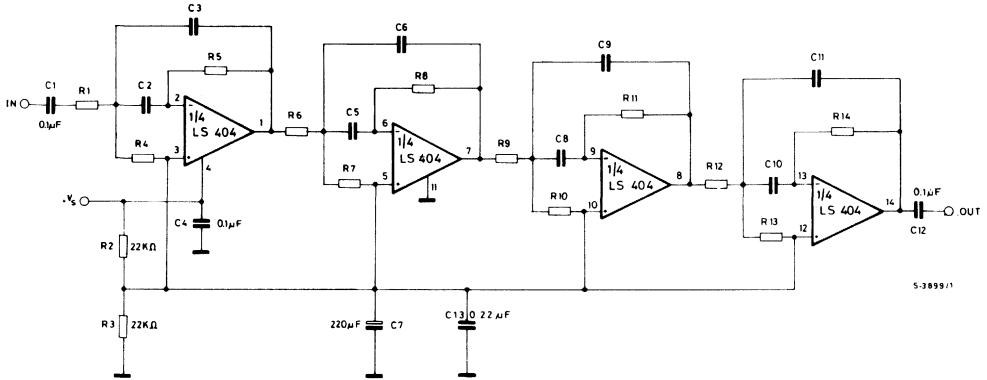 C3
R5
C1
R1
C2
IN
0.1µF
2
-
1/4
LS 404
1
R4
3
+
4
+Vs
C4
0.1µF
R2
22KΩ
R3
22KΩ
C6
R8
R6
C5
6
-
1/4
LS 404
7
R7
5
+
11
220µF
C7
C13
0.22µF
C9
R11
R9
C8
9
-
1/4
LS 404
8
R10
10
+
C11
R14
R12
C10
13
-
1/4
LS 404
14
R13
12
+
0.1µF
C12
OUT
S-3899/1